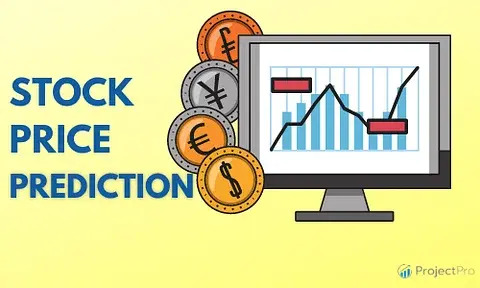 STOCK
PRICE
PREDICTION
£
¥
€
$
ProjectPro